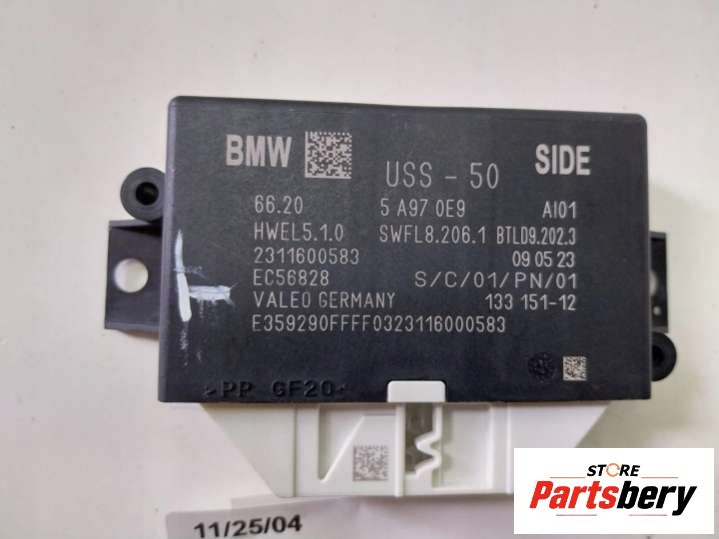 BMW
USS - 50
SIDE
66.20 5 A97 0E9 AI01
HWEL5.1.0 SWFL8.206.1 BTLD9.202.3
2311600583 09 05 23
EC56828 S/C/01/PN/01
VALEO GERMANY 133 151-12
E359290FFFF0323116000583
>PP GF20<
11/25/04
STORE
Partsbery